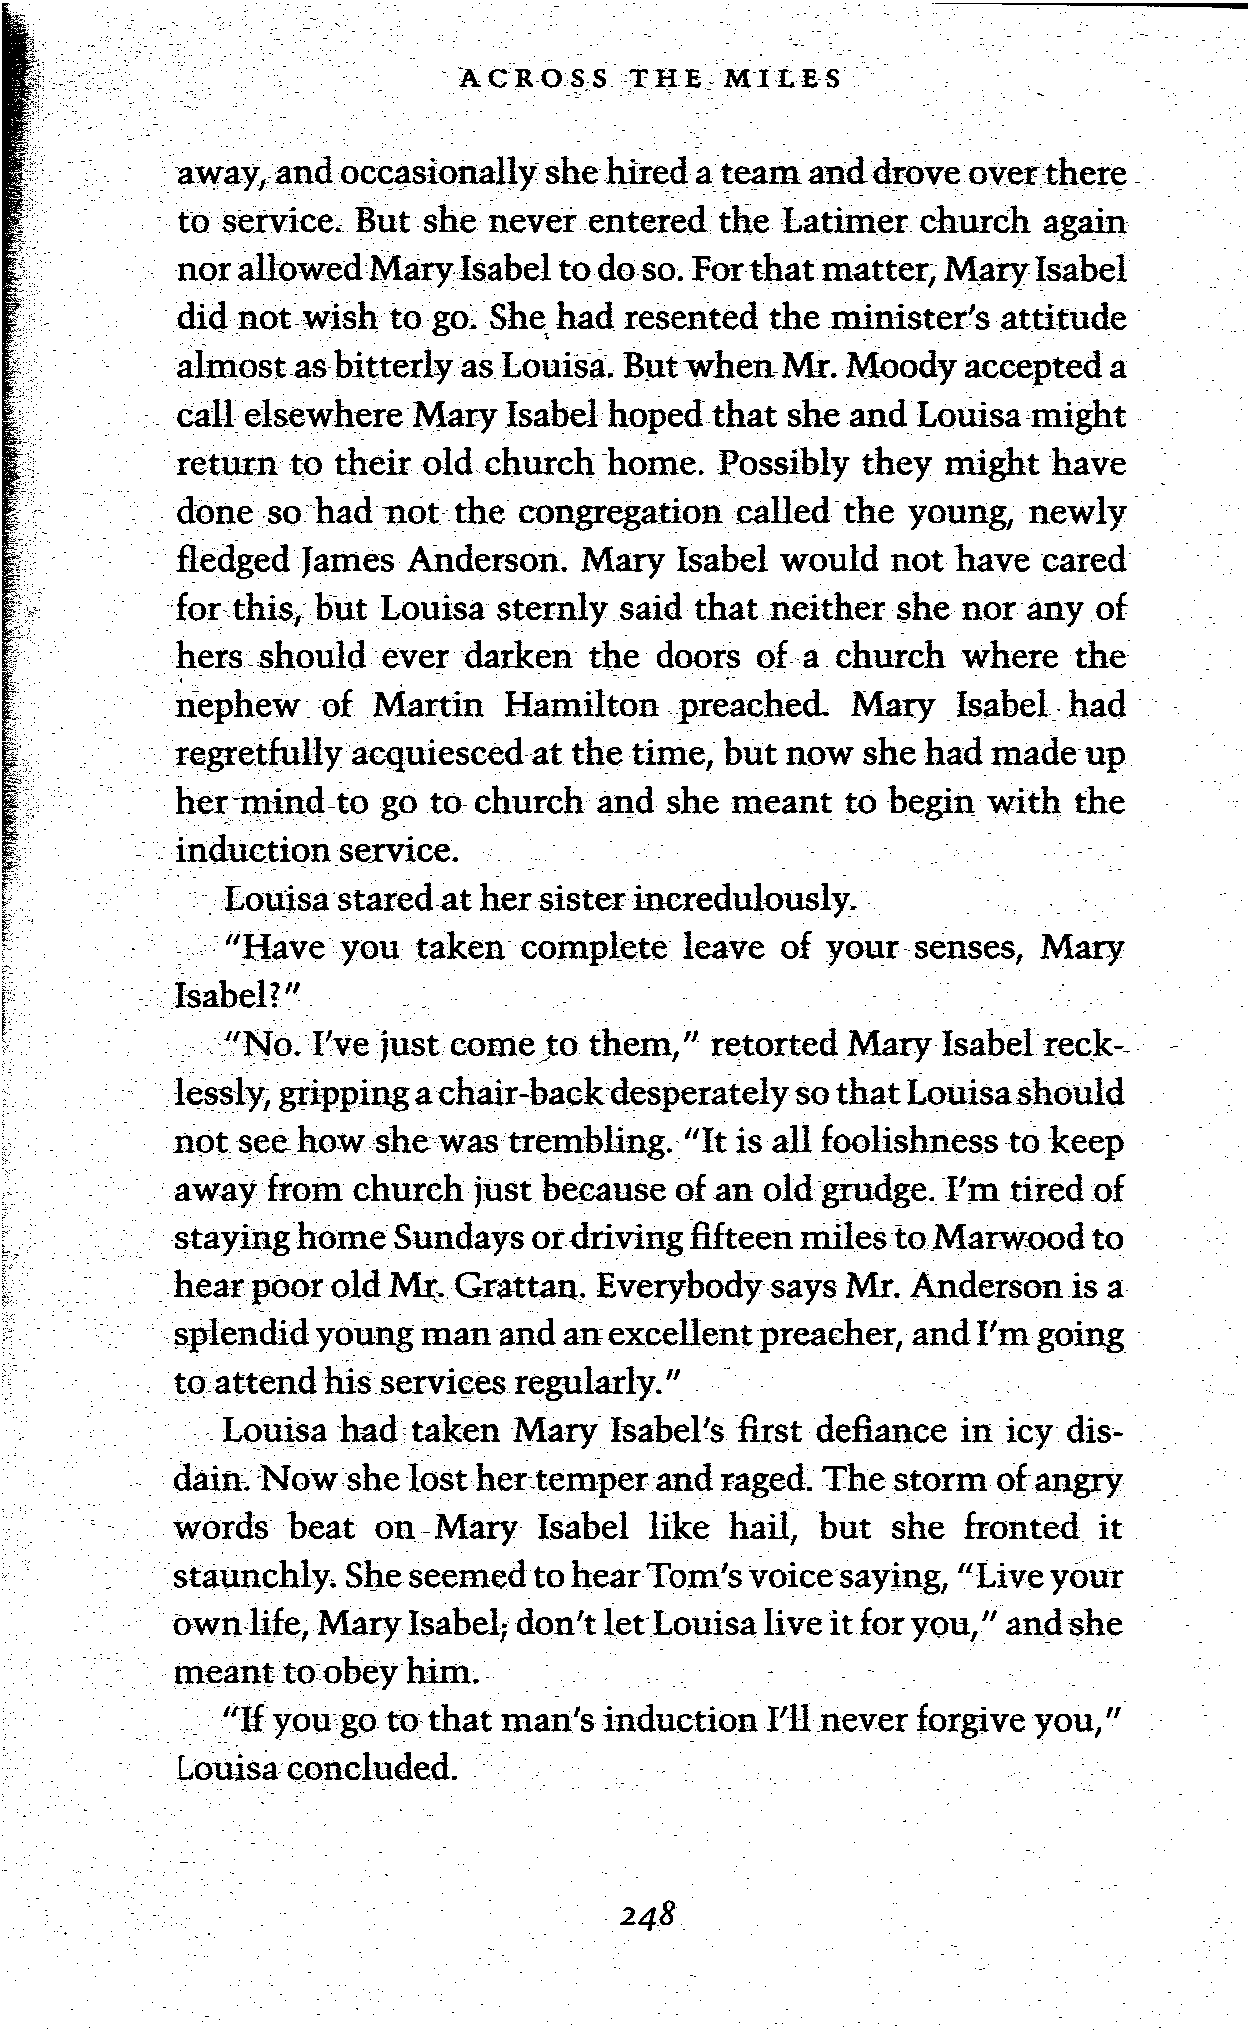 ACROSS THE MILES
away, and occasionally she hired a team and drove over there
to service. But she never entered the Latimer church again
nor allowed Mary Isabel to do so. For that matter, Mary Isabel
did not wish to go. She had resented the minister's attitude
almost as bitterly as Louisa. But when Mr. Moody accepted a
call elsewhere Mary Isabel hoped that she and Louisa might
return to their old church home. Possibly they might have
done so had not the congregation called the young, newly
fledged James Anderson. Mary Isabel would not have cared
for this, but Louisa sternly said that neither she nor any of
hers should ever darken the doors of a church where the
nephew of Martin Hamilton preached. Mary Isabel had
regretfully acquiesced at the time, but now she had made up
her mind to go to church and she meant to begin with the
induction service.
Louisa stared at her sister incredulously.
"Have you taken complete leave of your senses, Mary
Isabel?"
"No. I've just come to them," retorted Mary Isabel reck-
lessly, gripping a chair-back desperately so that Louisa should
not see how she was trembling. "It is all foolishness to keep
away from church just because of an old grudge. I'm tired of
staying home Sundays or driving fifteen miles to Marwood to
hear poor old Mr. Grattan. Everybody says Mr. Anderson is a
splendid young man and an excellent preacher, and I'm going
to attend his services regularly."
Louisa had taken Mary Isabel's first defiance in icy dis-
dain. Now she lost her temper and raged. The storm of angry
words beat on Mary Isabel like hail, but she fronted it
staunchly. She seemed to hear Tom's voice saying, "Live your
own life, Mary Isabel; don't let Louisa live it for you," and she
meant to obey him.
"If you go to that man's induction I'll never forgive you,"
Louisa concluded.
248